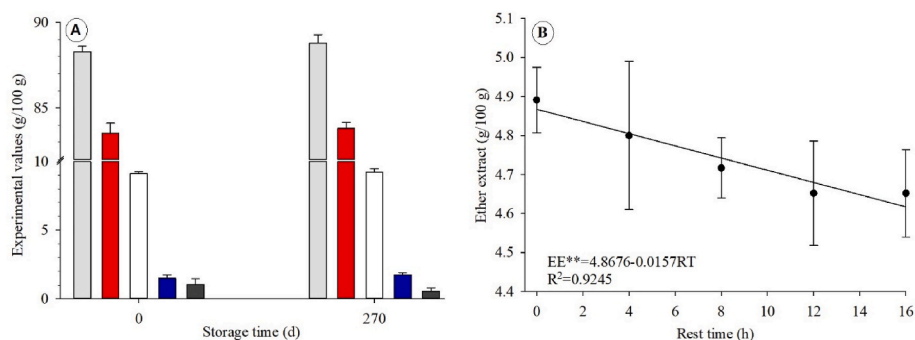 A
90
85
10
5
0
Experimental values (g/100 g)
0
270
Storage time (d)
B
5.1
5.0
4.9
4.8
4.7
4.6
4.5
4.4
Ether extract (g/100 g)
EE**=4.8676-0.0157RT
R²=0.9245
0 2 4 6 8 10 12 14 16
Rest time (h)